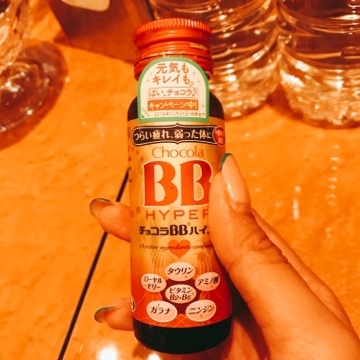 元気も
キレイも。
はい、チョコラ♪
キャンペーン中!
つらい疲れ、弱った体に
Chocola
BB
HYPER
チョコラBBハイパ
タウリン
ローヤル
ゼリー
アミノ酸
ビタミン
B2・B6
ガラナ
ニンジン